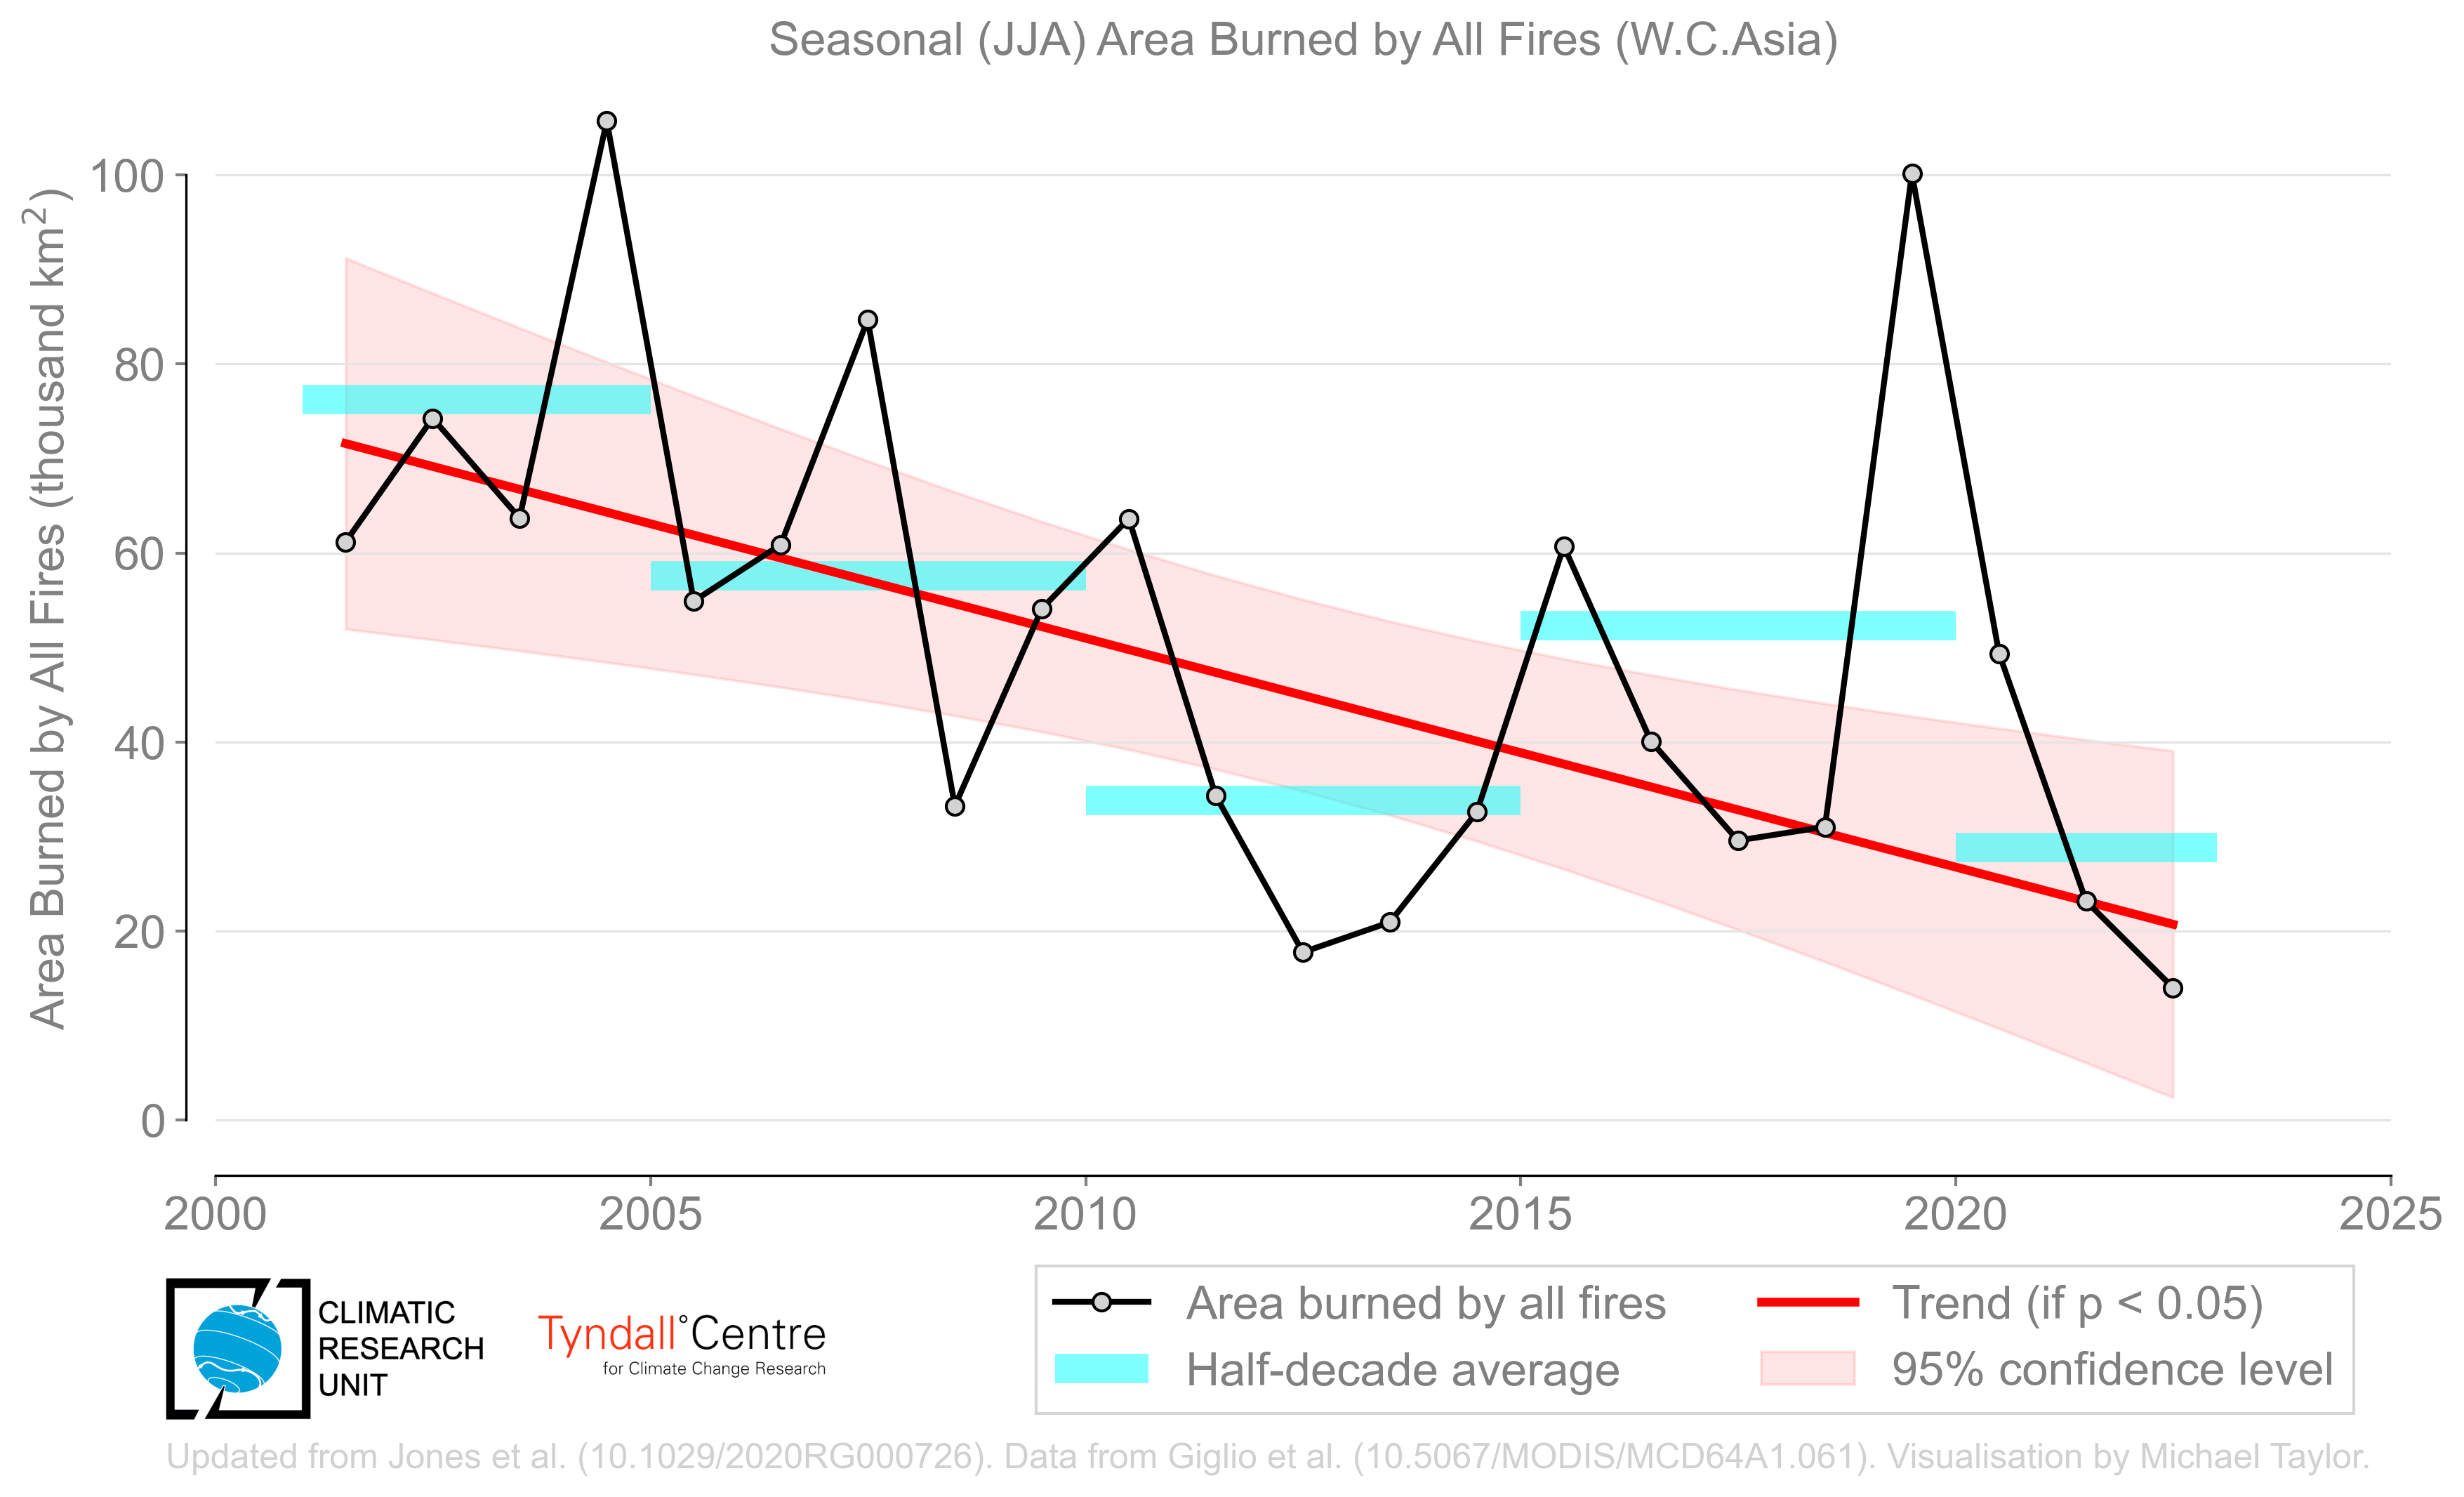 Seasonal (JJA) Area Burned by All Fires (W.C.Asia)
Area Burned by All Fires (thousand km²)
100
80
60
40
20
0
2000 2005 2010 2015 2020 2025
CLIMATIC
RESEARCH
UNIT
Tyndall°Centre
for Climate Change Research
Area burned by all fires
Half-decade average
Trend (if p < 0.05)
95% confidence level
Updated from Jones et al. (10.1029/2020RG000726). Data from Giglio et al. (10.5067/MODIS/MCD64A1.061). Visualisation by Michael Taylor.